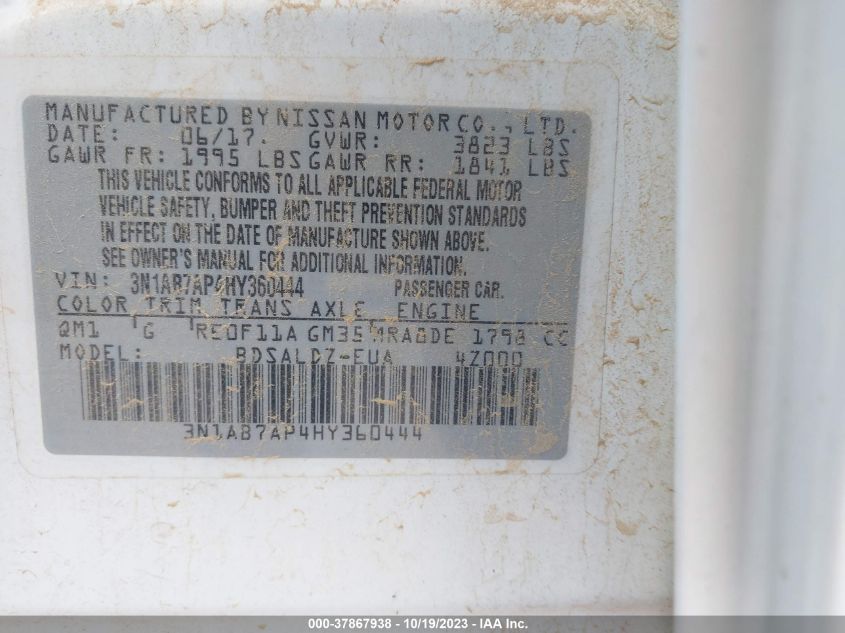 MANUFACTURED BY NISSAN MOTOR CO., LTD.
DATE: 06/17. GVWR: 3823 LBS
GAWR FR: 1995 LBS GAWR RR: 1841 LBS
THIS VEHICLE CONFORMS TO ALL APPLICABLE FEDERAL MOTOR
VEHICLE SAFETY, BUMPER AND THEFT PREVENTION STANDARDS
IN EFFECT ON THE DATE OF MANUFACTURE SHOWN ABOVE.
SEE OWNER'S MANUAL FOR ADDITIONAL INFORMATION.
VIN: 3N1AB7AP4HY360444 PASSENGER CAR.
COLOR TRIM TRANS AXLE ENGINE
QM1 G RE0F11A GM35 MRA8DE 1798 CC
MODEL: BDSALDZ-EUA 4Z000
3N1AB7AP4HY360444
000-37867938 - 10/19/2023 - IAA Inc.